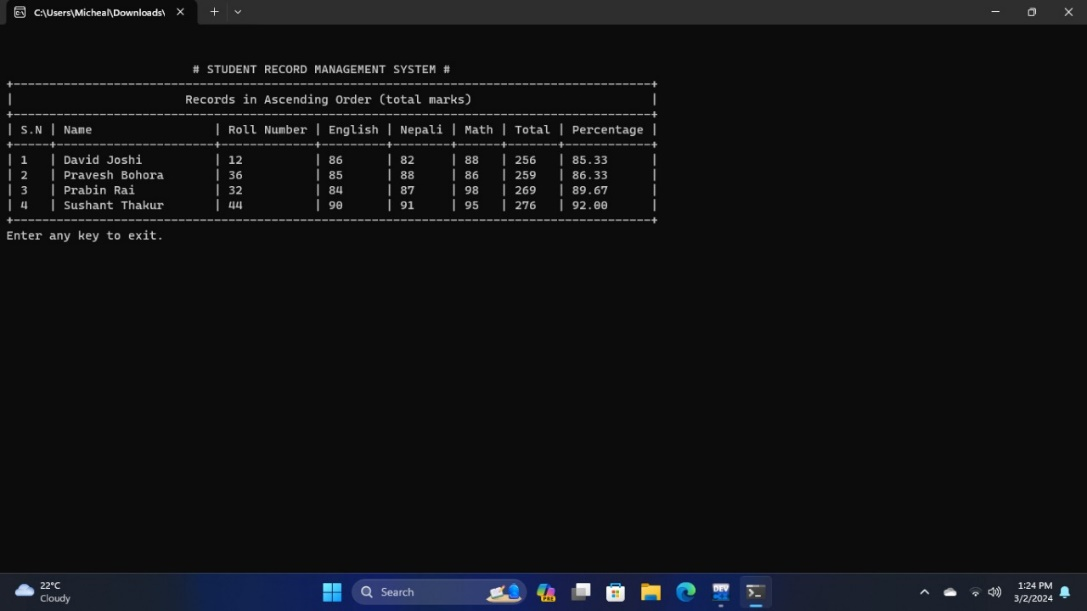 C:\Users\Micheal\Downloads\
# STUDENT RECORD MANAGEMENT SYSTEM #
Records in Ascending Order (total marks)
| S.N | Name | Roll Number | English | Nepali | Math | Total | Percentage |
| 1 | David Joshi | 12 | 86 | 82 | 88 | 256 | 85.33 |
| 2 | Pravesh Bohora | 36 | 85 | 88 | 86 | 259 | 86.33 |
| 3 | Prabin Rai | 32 | 84 | 87 | 98 | 269 | 89.67 |
| 4 | Sushant Thakur | 44 | 90 | 91 | 95 | 276 | 92.00 |
Enter any key to exit.
22°C
Cloudy
Search
PRE
DEV
1:24 PM
3/2/2024